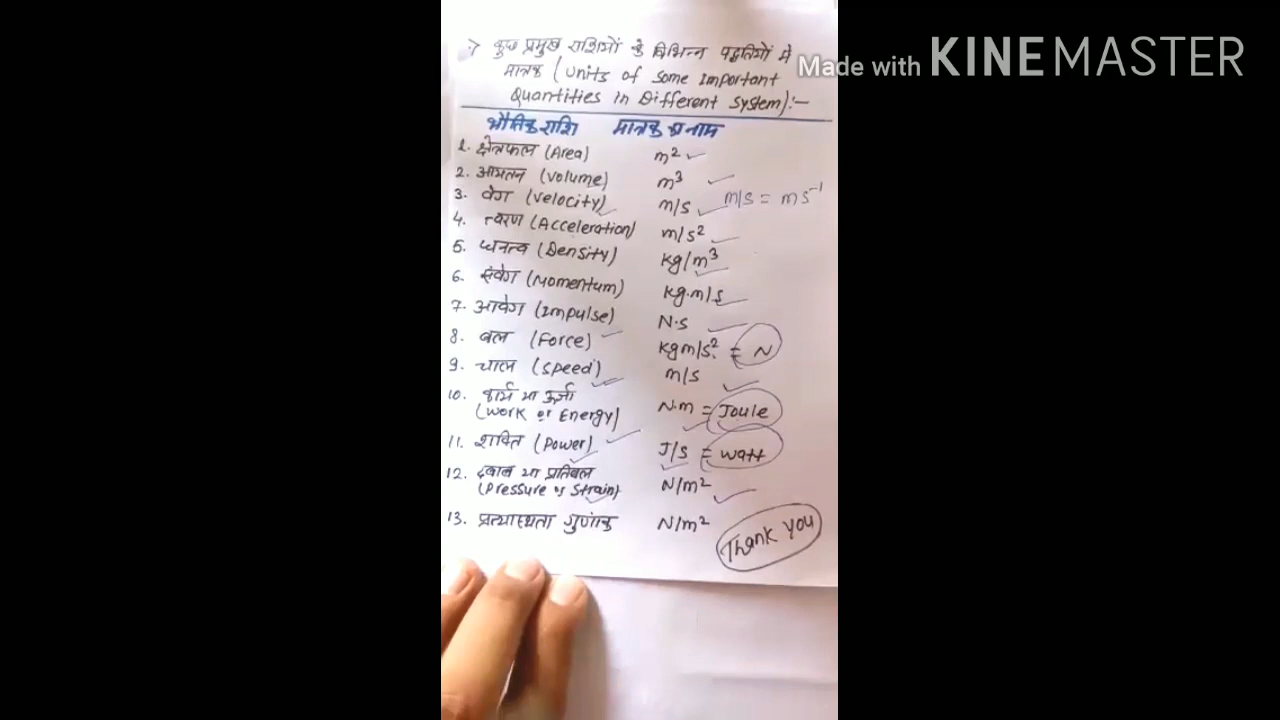 :→ कुछ प्रमुख राशियों के विभिन्न पद्धतियों में
मात्रक (Units of some Important
Quantities in Different System):-
Made with KINEMASTER
भौतिक राशि मात्रक का नाम
1. क्षेत्रफल (Area) m²
2. आयतन (Volume) m³
3. वेग (Velocity) m/s m/s = ms⁻¹
4. त्वरण (Acceleration) m/s²
5. घनत्व (Density) kg/m³
6. संवेग (Momentum) kg.m/s
7. आवेग (Impulse) N.s
8. बल (Force) kgm/s² = N
9. चाल (Speed) m/s
10. कार्य या ऊर्जा
(Work or Energy) N.m = Joule
11. शक्ति (Power) J/s = watt
12. दबाव या प्रतिबल
(Pressure or Strain) N/m²
13. प्रत्यास्थता गुणांक N/m²
Thank you